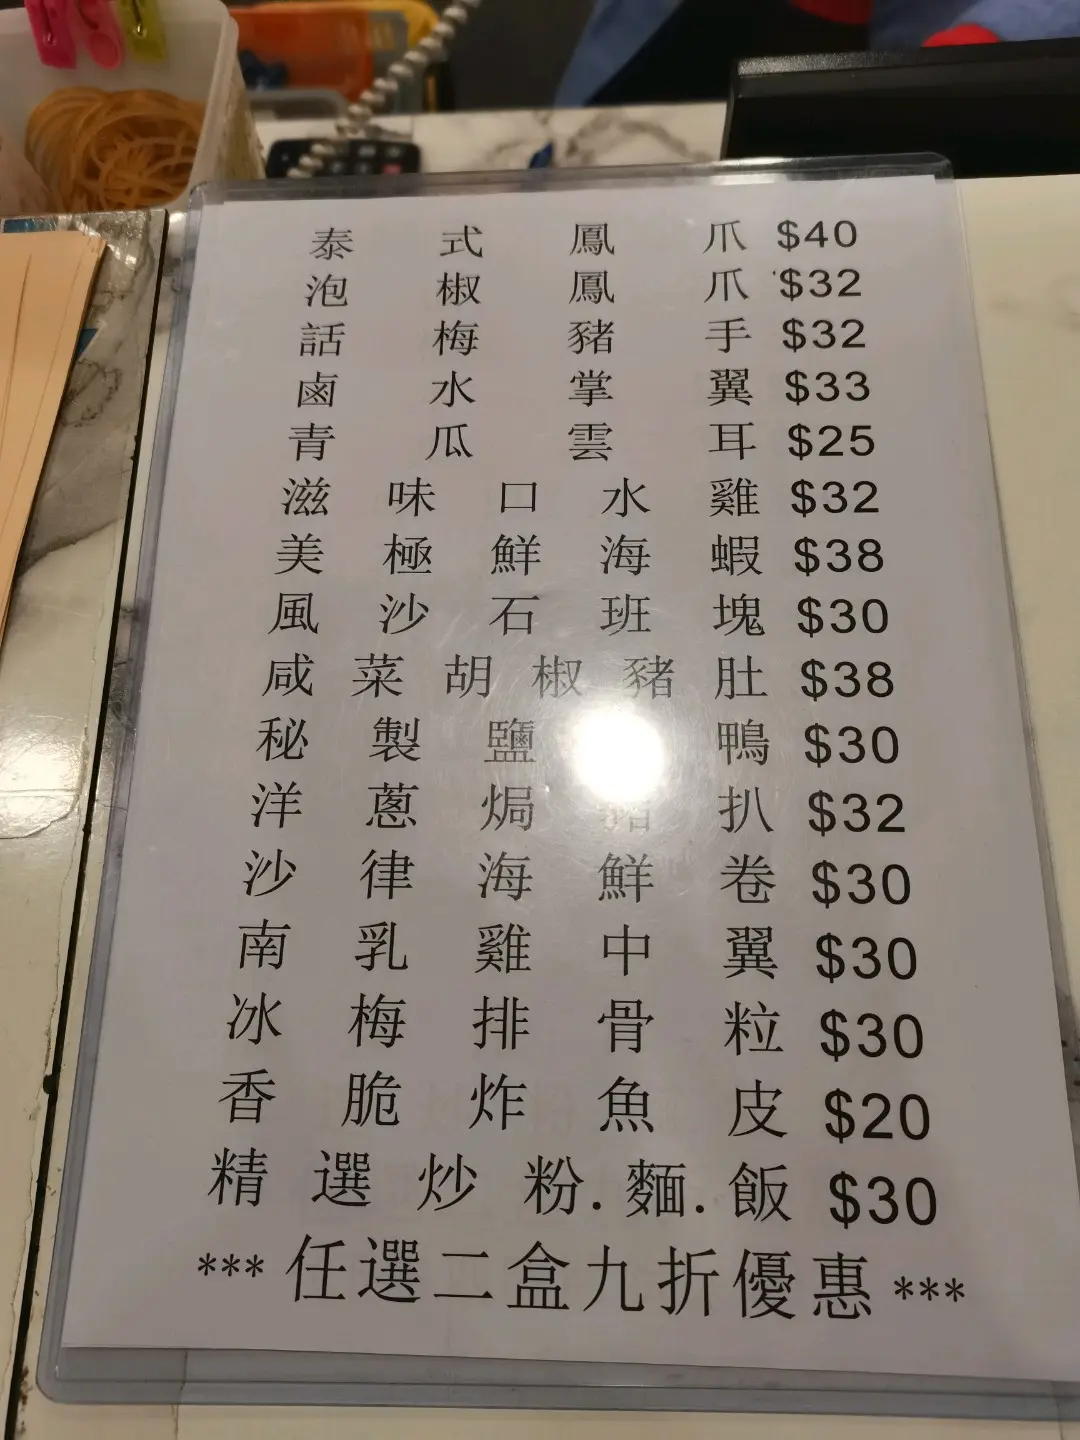 泰式鳳爪 $40
泡椒鳳爪 $32
話梅豬手 $32
鹵水掌翼 $33
青瓜雲耳 $25
滋味口水雞 $32
美極鮮海蝦 $38
風沙石班塊 $30
咸菜胡椒豬肚 $38
秘製鹽 鴨 $30
洋蔥焗豬扒 $32
沙律海鮮卷 $30
南乳雞中翼 $30
冰梅排骨粒 $30
香脆炸魚皮 $20
精選炒粉.麵.飯 $30
***任選二盒九折優惠***